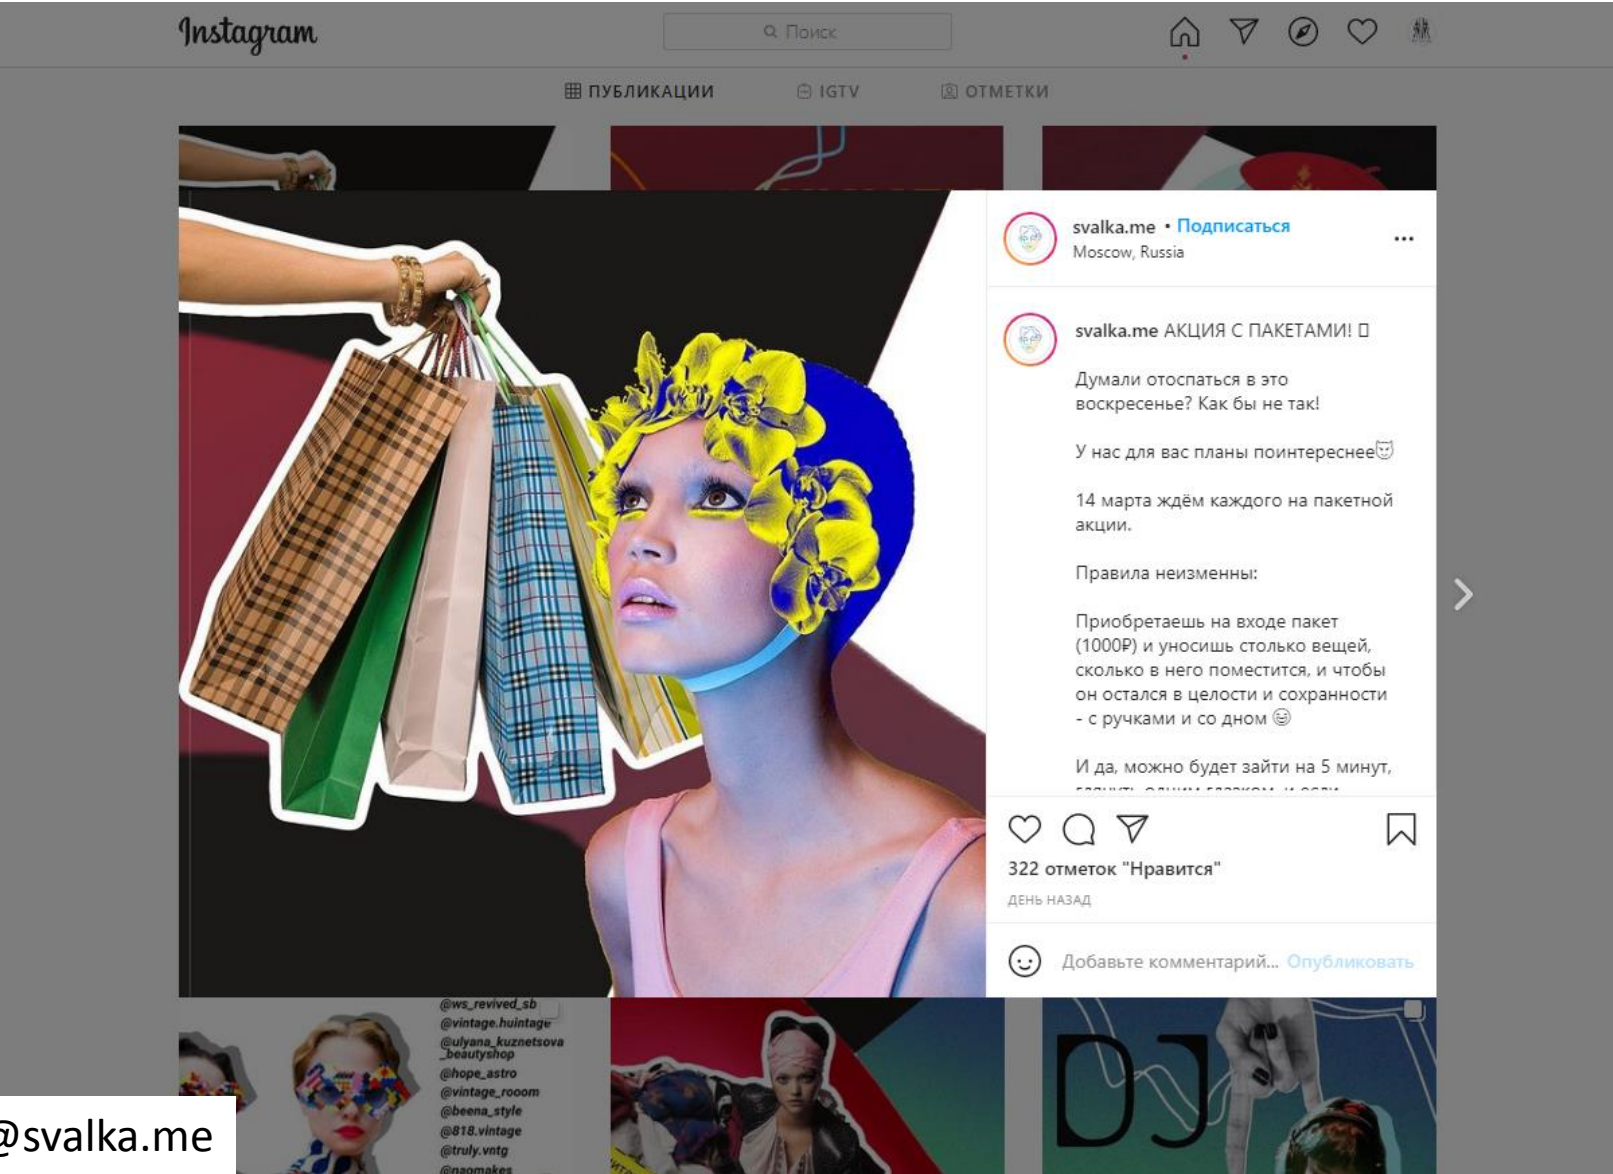 Instagram
Поиск
ПУБЛИКАЦИИ
IGTV
ОТМЕТКИ
svalka.me • Подписаться
Moscow, Russia
svalka.me АКЦИЯ С ПАКЕТАМИ!
Думали отоспаться в это
воскресенье? Как бы не так!
У нас для вас планы поинтереснее
14 марта ждём каждого на пакетной
акции.
Правила неизменны:
Приобретаешь на входе пакет
(1000₽) и уносишь столько вещей,
сколько в него поместится, и чтобы
он остался в целости и сохранности
- с ручками и со дном
И да, можно будет зайти на 5 минут,
322 отметок "Нравится"
ДЕНЬ НАЗАД
Добавьте комментарий... Опубликовать
@ws_revived_sb
@vintage.huintage
@ulyana_kuznetsova
_beautyshop
@hope_astro
@vintage_rooom
@beena_style
@818.vintage
@truly.vntg
@naomakes
DJ
@svalka.me